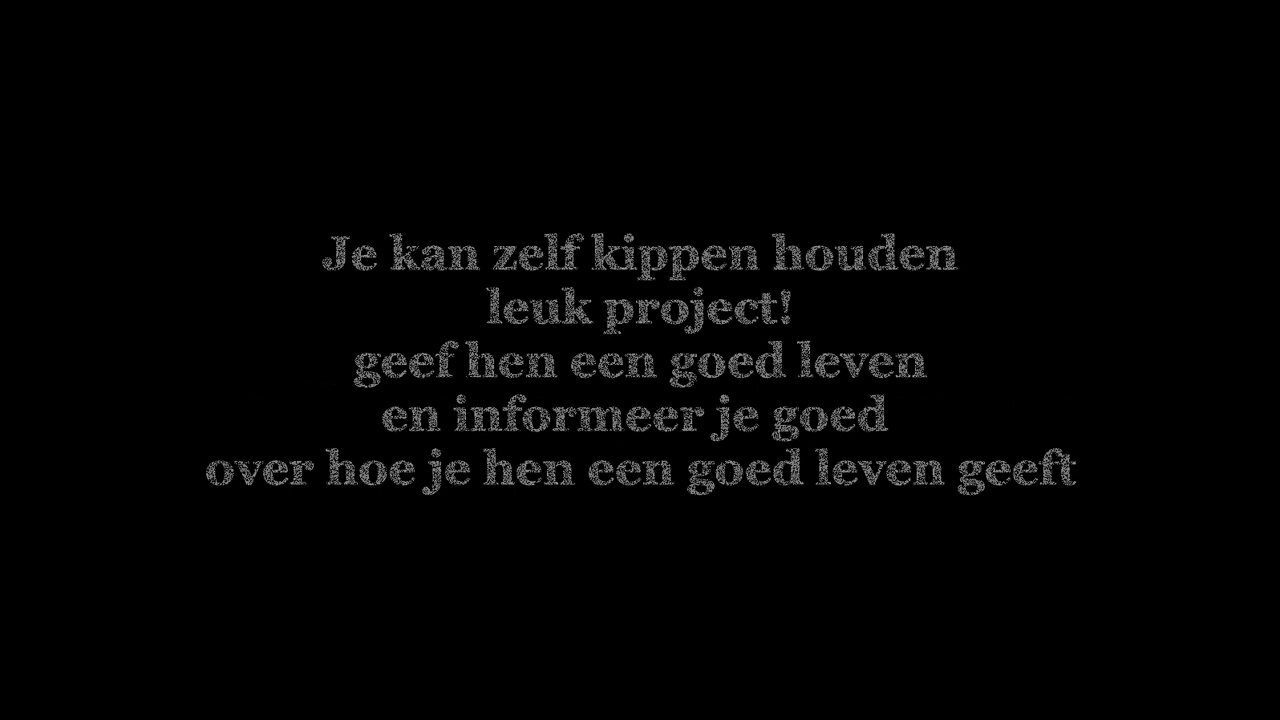 Je kan zelf kippen houden
leuk project!
geef hen een goed leven
en informeer je goed
over hoe je hen een goed leven geeft